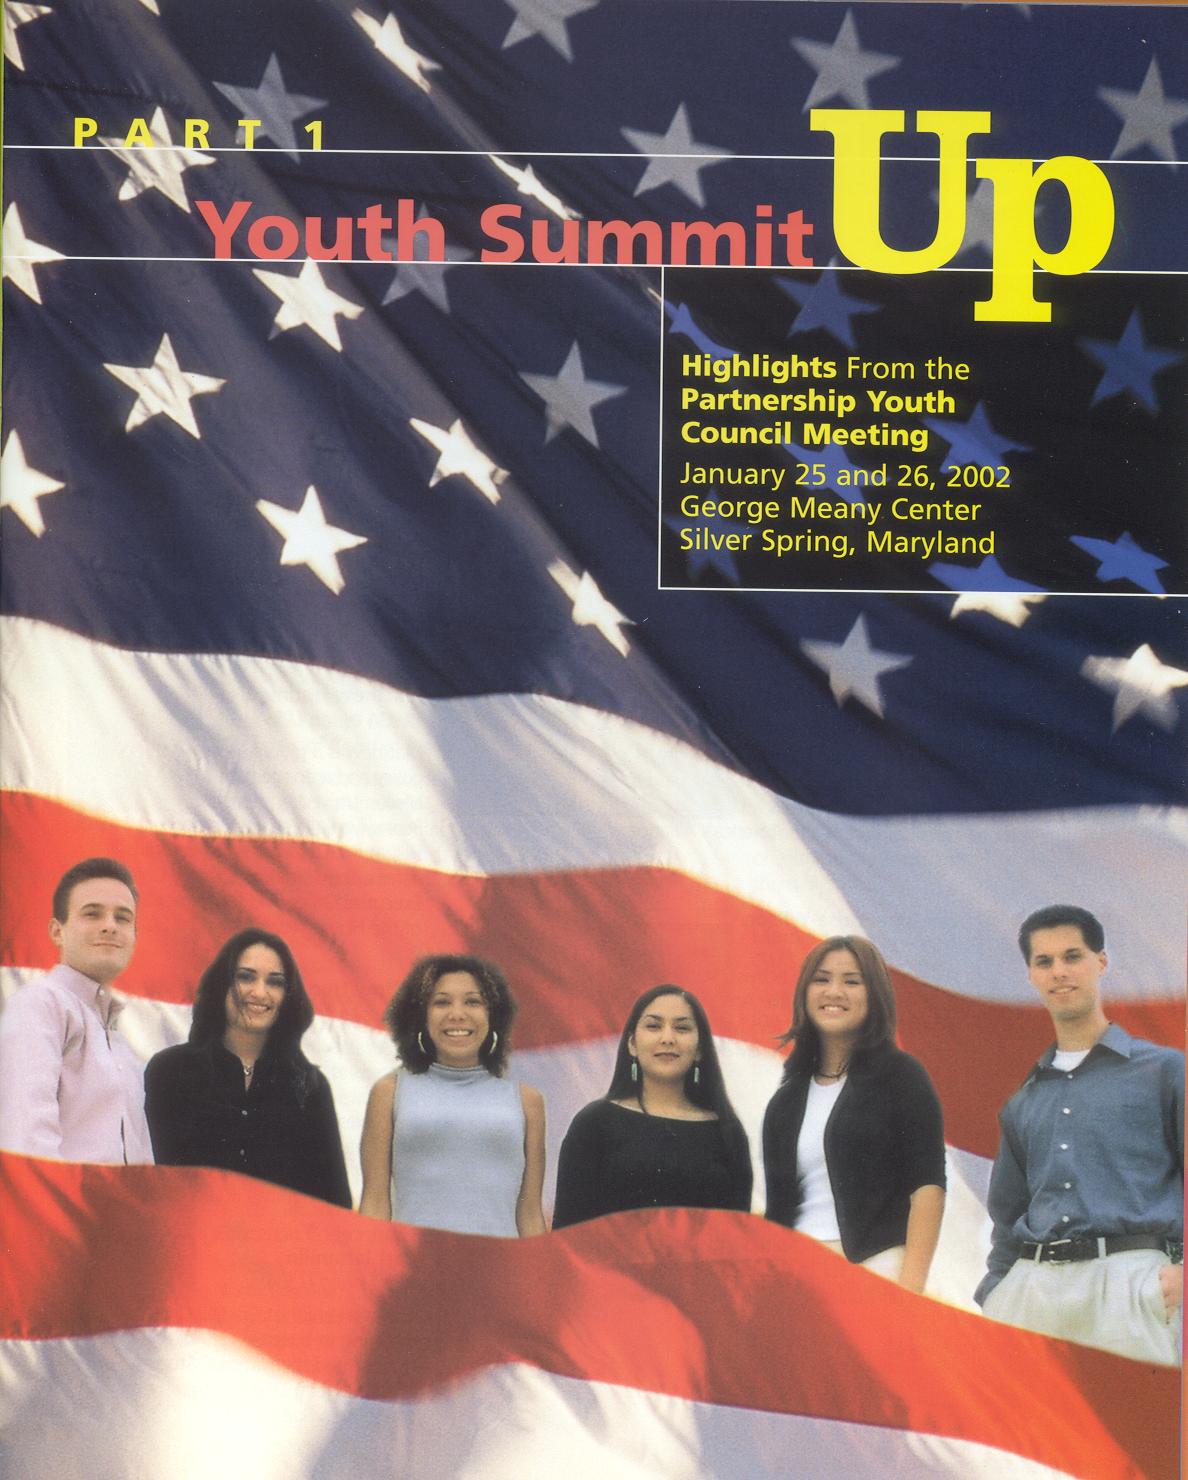 PART 1
Youth Summit Up
Highlights From the
Partnership Youth
Council Meeting
January 25 and 26, 2002
George Meany Center
Silver Spring, Maryland